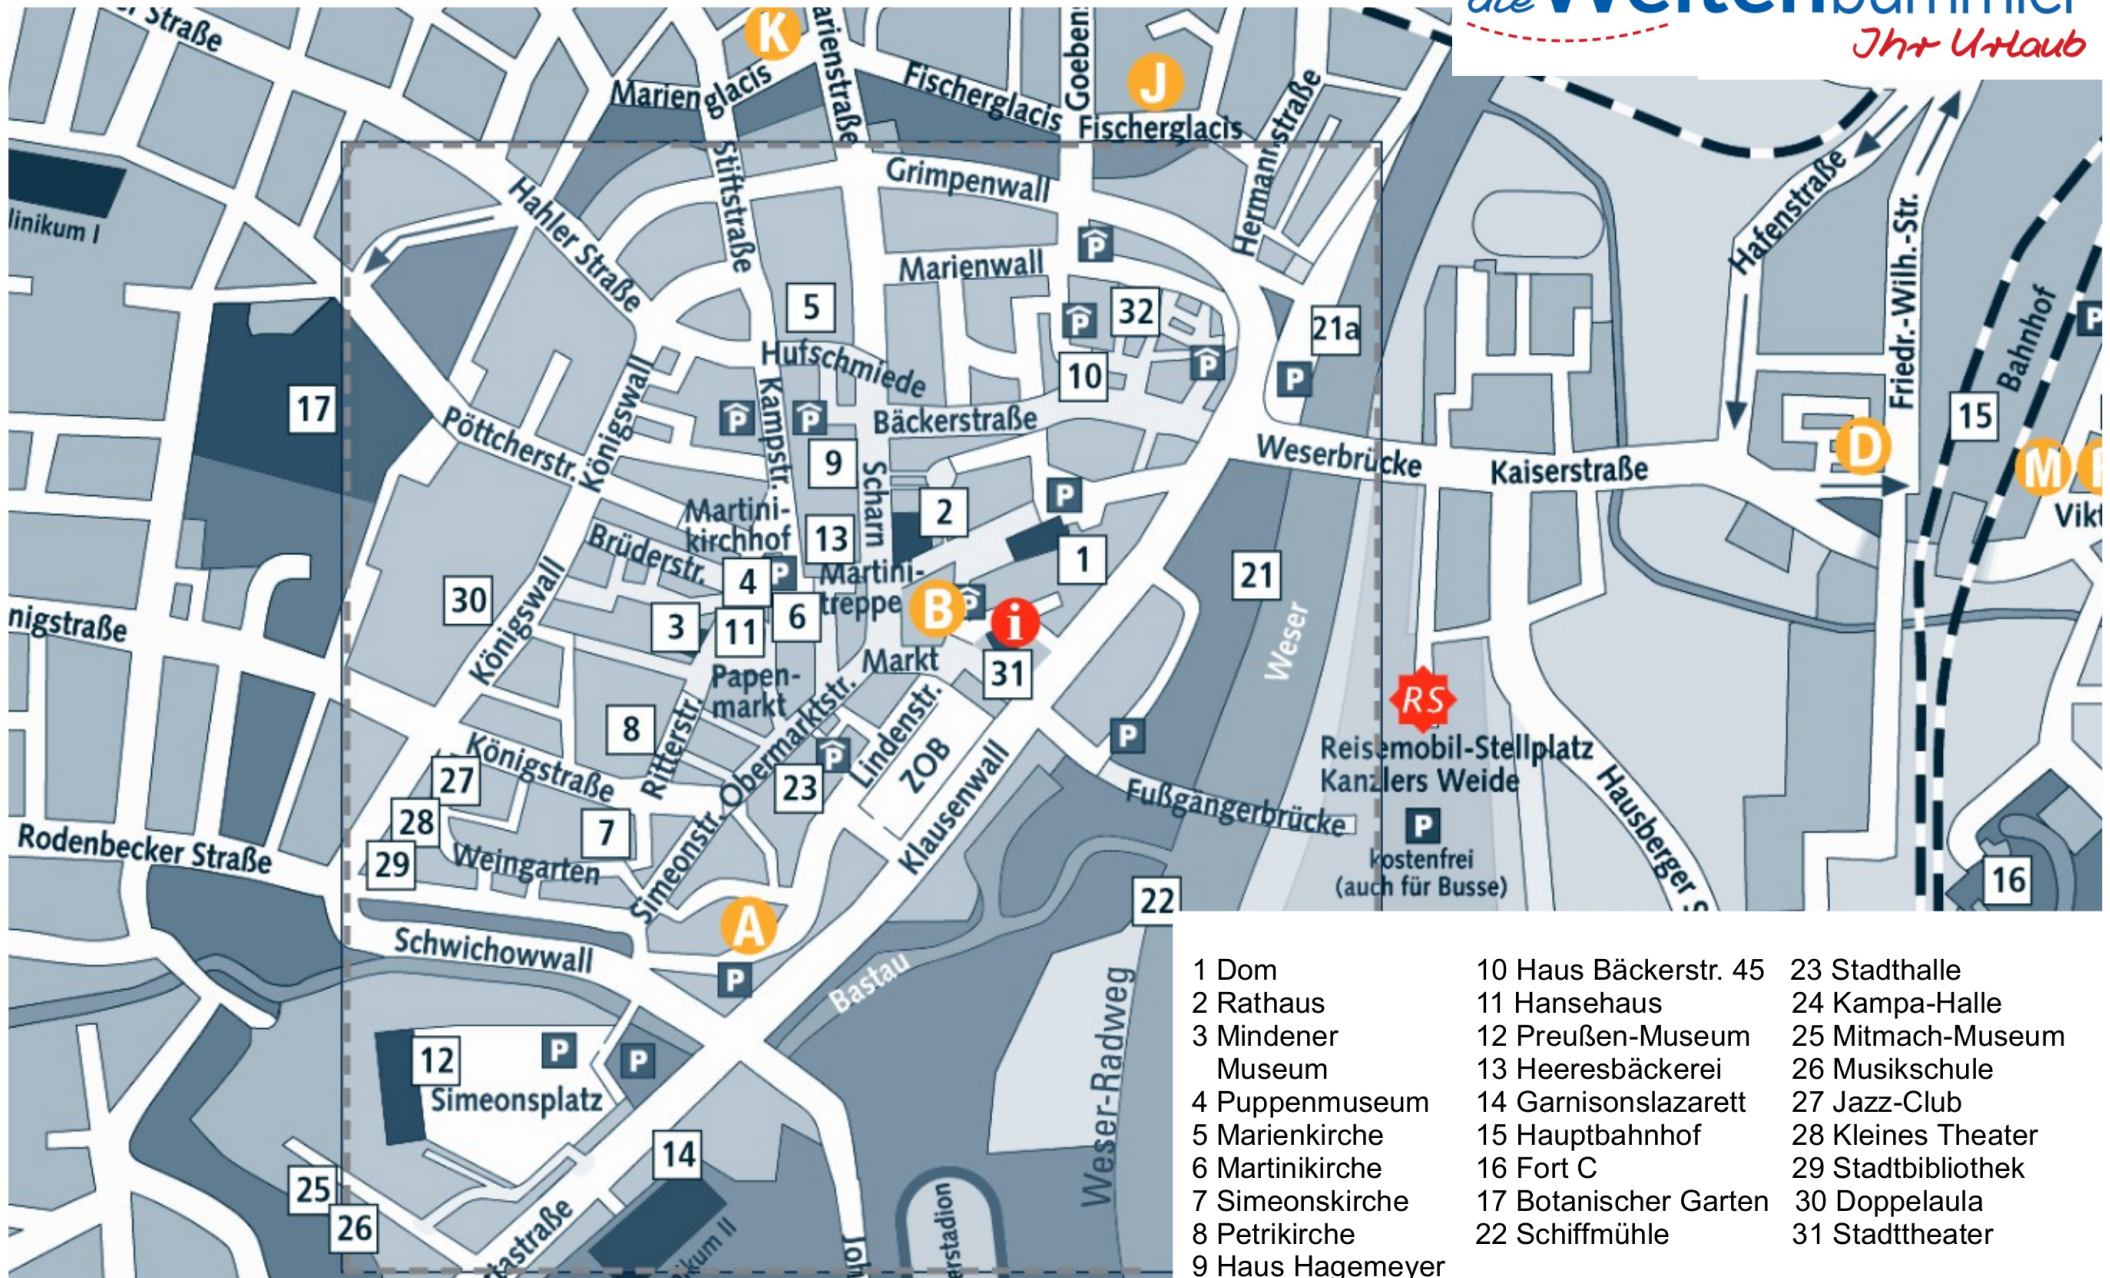 die Weltenbummler
Ihr Urlaub
Straße
K
Marienglacis
Fischerglacis
J
Fischerglacis
Hermannstraße
Stiftstraße
Grimpenwall
Hahler Straße
Marienwall
P
Hafenstraße
Friedr.-Wilh.-Str.
Bahnhof
P
5
P
32
21a
Hufschmiede
P
10
P
17
Königswall
Kampstr.
P
P
Bäckerstraße
15
Pöttcherstr.
9
Scharn
Weserbrücke
Kaiserstraße
D
M
P
2
Martini-
kirchhof
13
Brüderstr.
1
21
Weser
4
P
Martini-
treppe
B
P
i
30
Königswall
3
11
6
Markt
31
Papen-
markt
RS
Reisemobil-Stellplatz
Kanzlers Weide
P
kostenfrei
(auch für Busse)
8
Ritterstr.
Obermarktstr.
Lindenstr.
ZOB
P
P
Königstraße
27
23
Klausenwall
Fußgängerbrücke
Hausberger
28
7
Rodenbecker Straße
29
Weingarten
Simeonstr.
22
16
A
Schwichowwall
P
Bastau
Weser-Radweg
12
P
P
Simeonsplatz
14
25
26
1 Dom
2 Rathaus
3 Mindener
Museum
4 Puppenmuseum
5 Marienkirche
6 Martinikirche
7 Simeonskirche
8 Petrikirche
9 Haus Hagemeyer
10 Haus Bäckerstr. 45
11 Hansehaus
12 Preußen-Museum
13 Heeresbäckerei
14 Garnisonslazarett
15 Hauptbahnhof
16 Fort C
17 Botanischer Garten
22 Schiffmühle
23 Stadthalle
24 Kampa-Halle
25 Mitmach-Museum
26 Musikschule
27 Jazz-Club
28 Kleines Theater
29 Stadtbibliothek
30 Doppelaula
31 Stadttheater